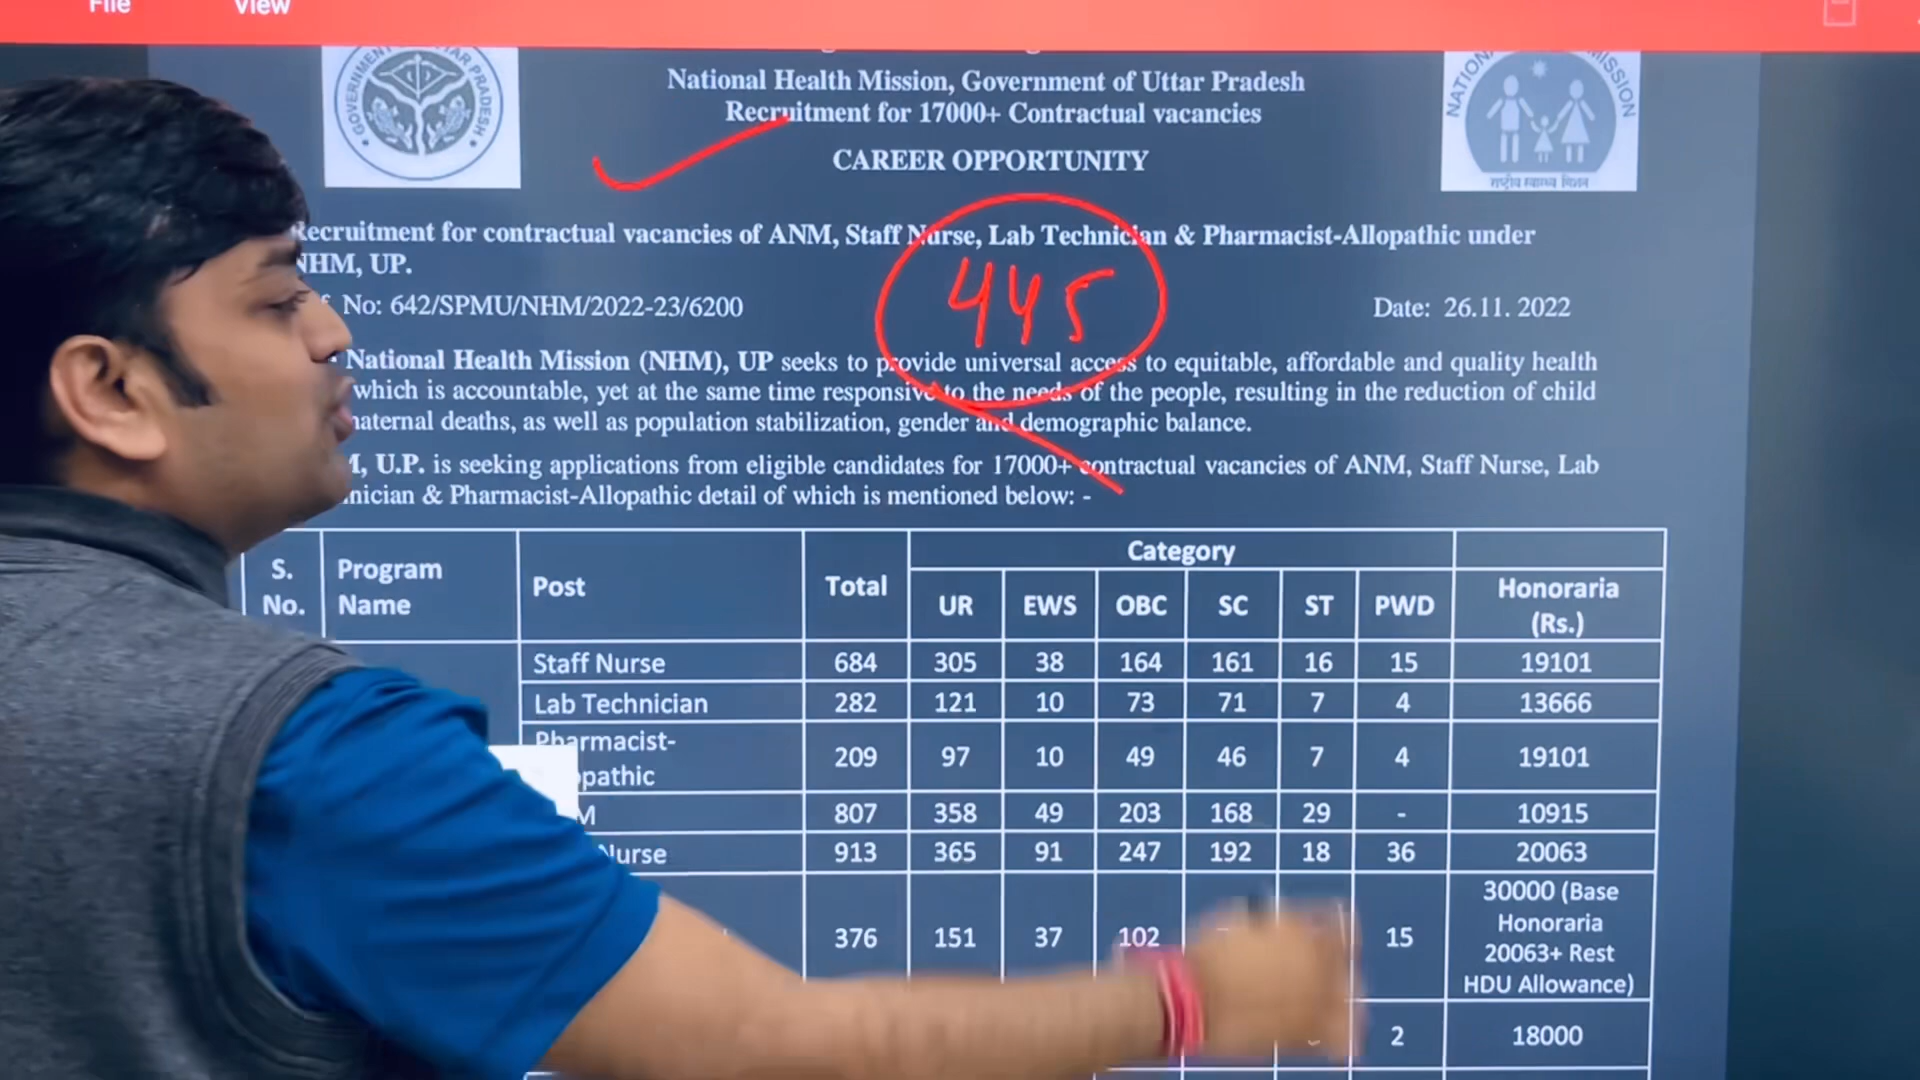 File View
GOVERNMENT UTTAR PRADESH
NATIONAL MISSION
राष्ट्रीय स्वास्थ्य मिशन
National Health Mission, Government of Uttar Pradesh
Recruitment for 17000+ Contractual vacancies
CAREER OPPORTUNITY
Recruitment for contractual vacancies of ANM, Staff Nurse, Lab Technician & Pharmacist-Allopathic under
NHM, UP.
445
No: 642/SPMU/NHM/2022-23/6200 Date: 26.11. 2022
National Health Mission (NHM), UP seeks to provide universal access to equitable, affordable and quality health
which is accountable, yet at the same time responsive to the needs of the people, resulting in the reduction of child
maternal deaths, as well as population stabilization, gender and demographic balance.
U.P. is seeking applications from eligible candidates for 17000+ contractual vacancies of ANM, Staff Nurse, Lab
nician & Pharmacist-Allopathic detail of which is mentioned below: -
S. No. Program Name Post Total Category Honoraria (Rs.)
UR EWS OBC SC ST PWD
Staff Nurse 684 305 38 164 161 16 15 19101
Lab Technician 282 121 10 73 71 7 4 13666
Pharmacist-
opathic 209 97 10 49 46 7 4 19101
M 807 358 49 203 168 29 - 10915
Nurse 913 365 91 247 192 18 36 20063
376 151 37 102 15 30000 (Base
Honoraria
20063+ Rest
HDU Allowance)
2 18000